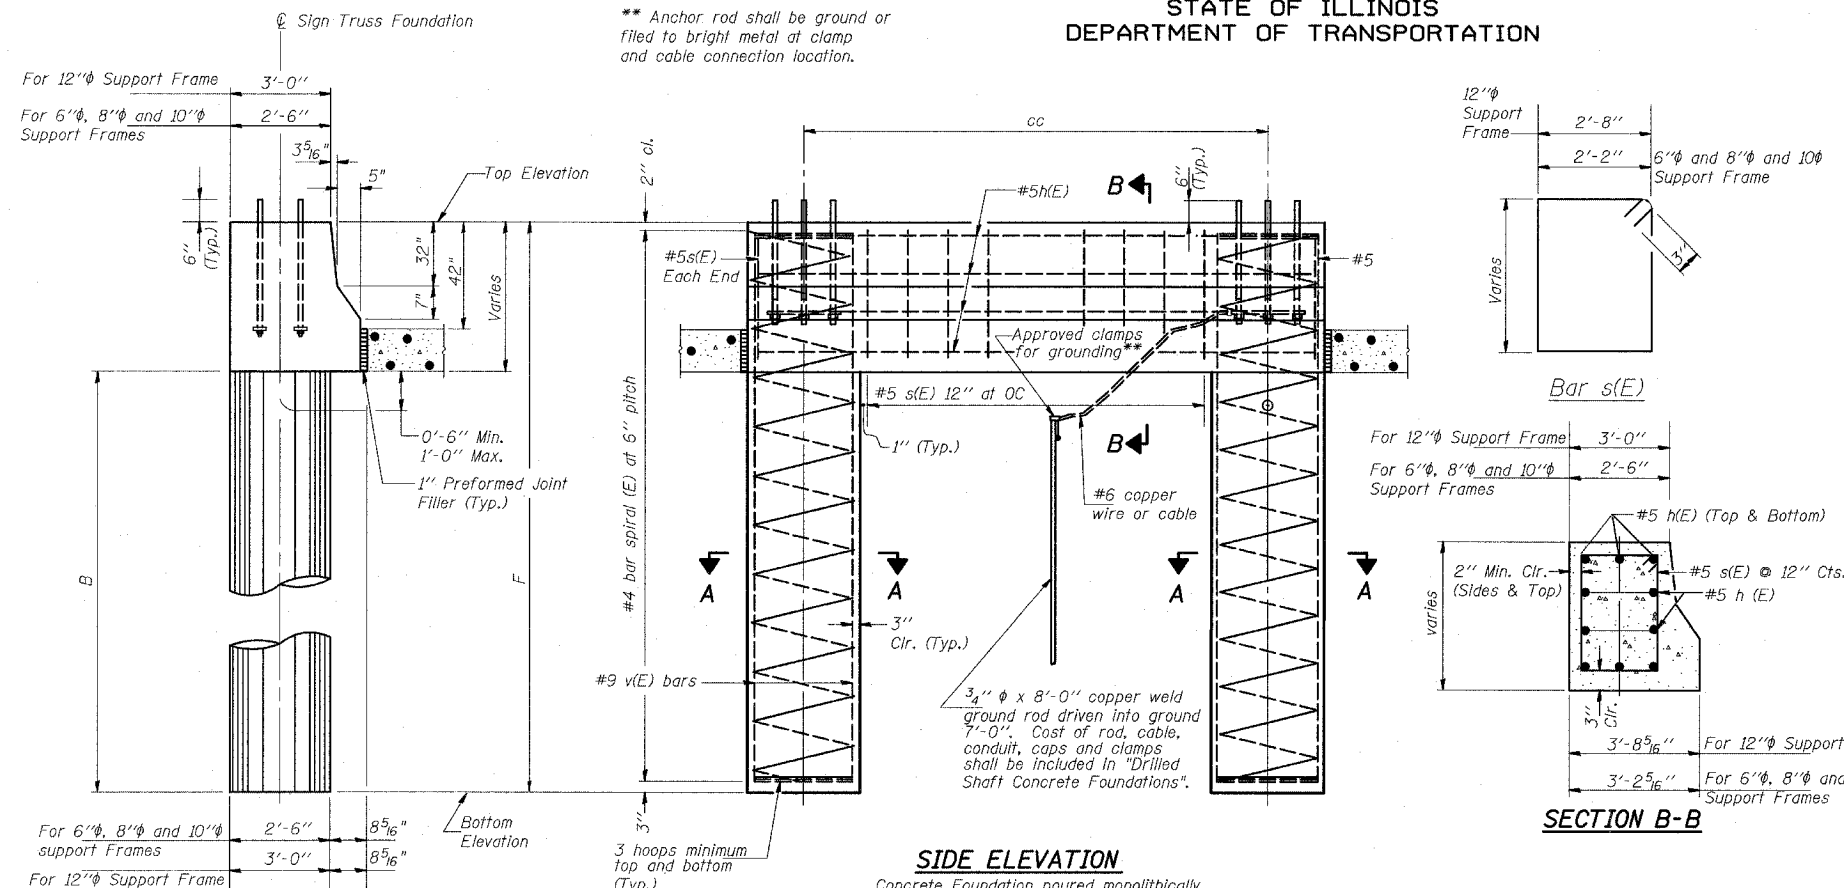 ℄ Sign Truss Foundation
** Anchor rod shall be ground or
filed to bright metal at clamp
and cable connection location.
STATE OF ILLINOIS
DEPARTMENT OF TRANSPORTATION
For 12"ϕ Support Frame
3'-0"
For 6"ϕ, 8"ϕ and 10"ϕ
Support Frames
2'-6"
3 5/16"
5"
Top Elevation
6"
(Typ.)
32"
7"
42"
Varies
0'-6" Min.
1'-0" Max.
1" Preformed Joint
Filler (Typ.)
B
F
Bottom
Elevation
For 6"ϕ, 8"ϕ and 10"ϕ
support Frames
2'-6"
8 5/16"
3'-0"
8 5/16"
For 12"ϕ Support Frame
2" cl.
cc
6"
(Typ.)
#5h(E)
B
#5s(E)
Each End
#5
Approved clamps
for grounding**
#5 s(E) 12" at OC
1" (Typ.)
B
#6 copper
wire or cable
#4 bar spiral (E) at 6" pitch
A
A
A
A
3"
Clr. (Typ.)
#9 v(E) bars
3/4" ϕ x 8'-0" copper weld
ground rod driven into ground
7'-0". Cost of rod, cable,
conduit, caps and clamps
shall be included in "Drilled
Shaft Concrete Foundations".
3"
3 hoops minimum
top and bottom
(Typ.)
SIDE ELEVATION
Concrete Foundation poured monolithically
12"ϕ
Support
Frame
2'-8"
2'-2"
6"ϕ and 8"ϕ and 10ϕ
Support Frame
Varies
3"
Bar s(E)
For 12"ϕ Support Frame
3'-0"
For 6"ϕ, 8"ϕ and 10"ϕ
Support Frames
2'-6"
#5 h(E) (Top & Bottom)
2" Min. Clr.
(Sides & Top)
#5 s(E) @ 12" Cts.
#5 h (E)
varies
3"
Clr.
3'-8 5/16"
For 12"ϕ Support
3'-2 5/16"
For 6"ϕ, 8"ϕ and
Support Frames
SECTION B-B